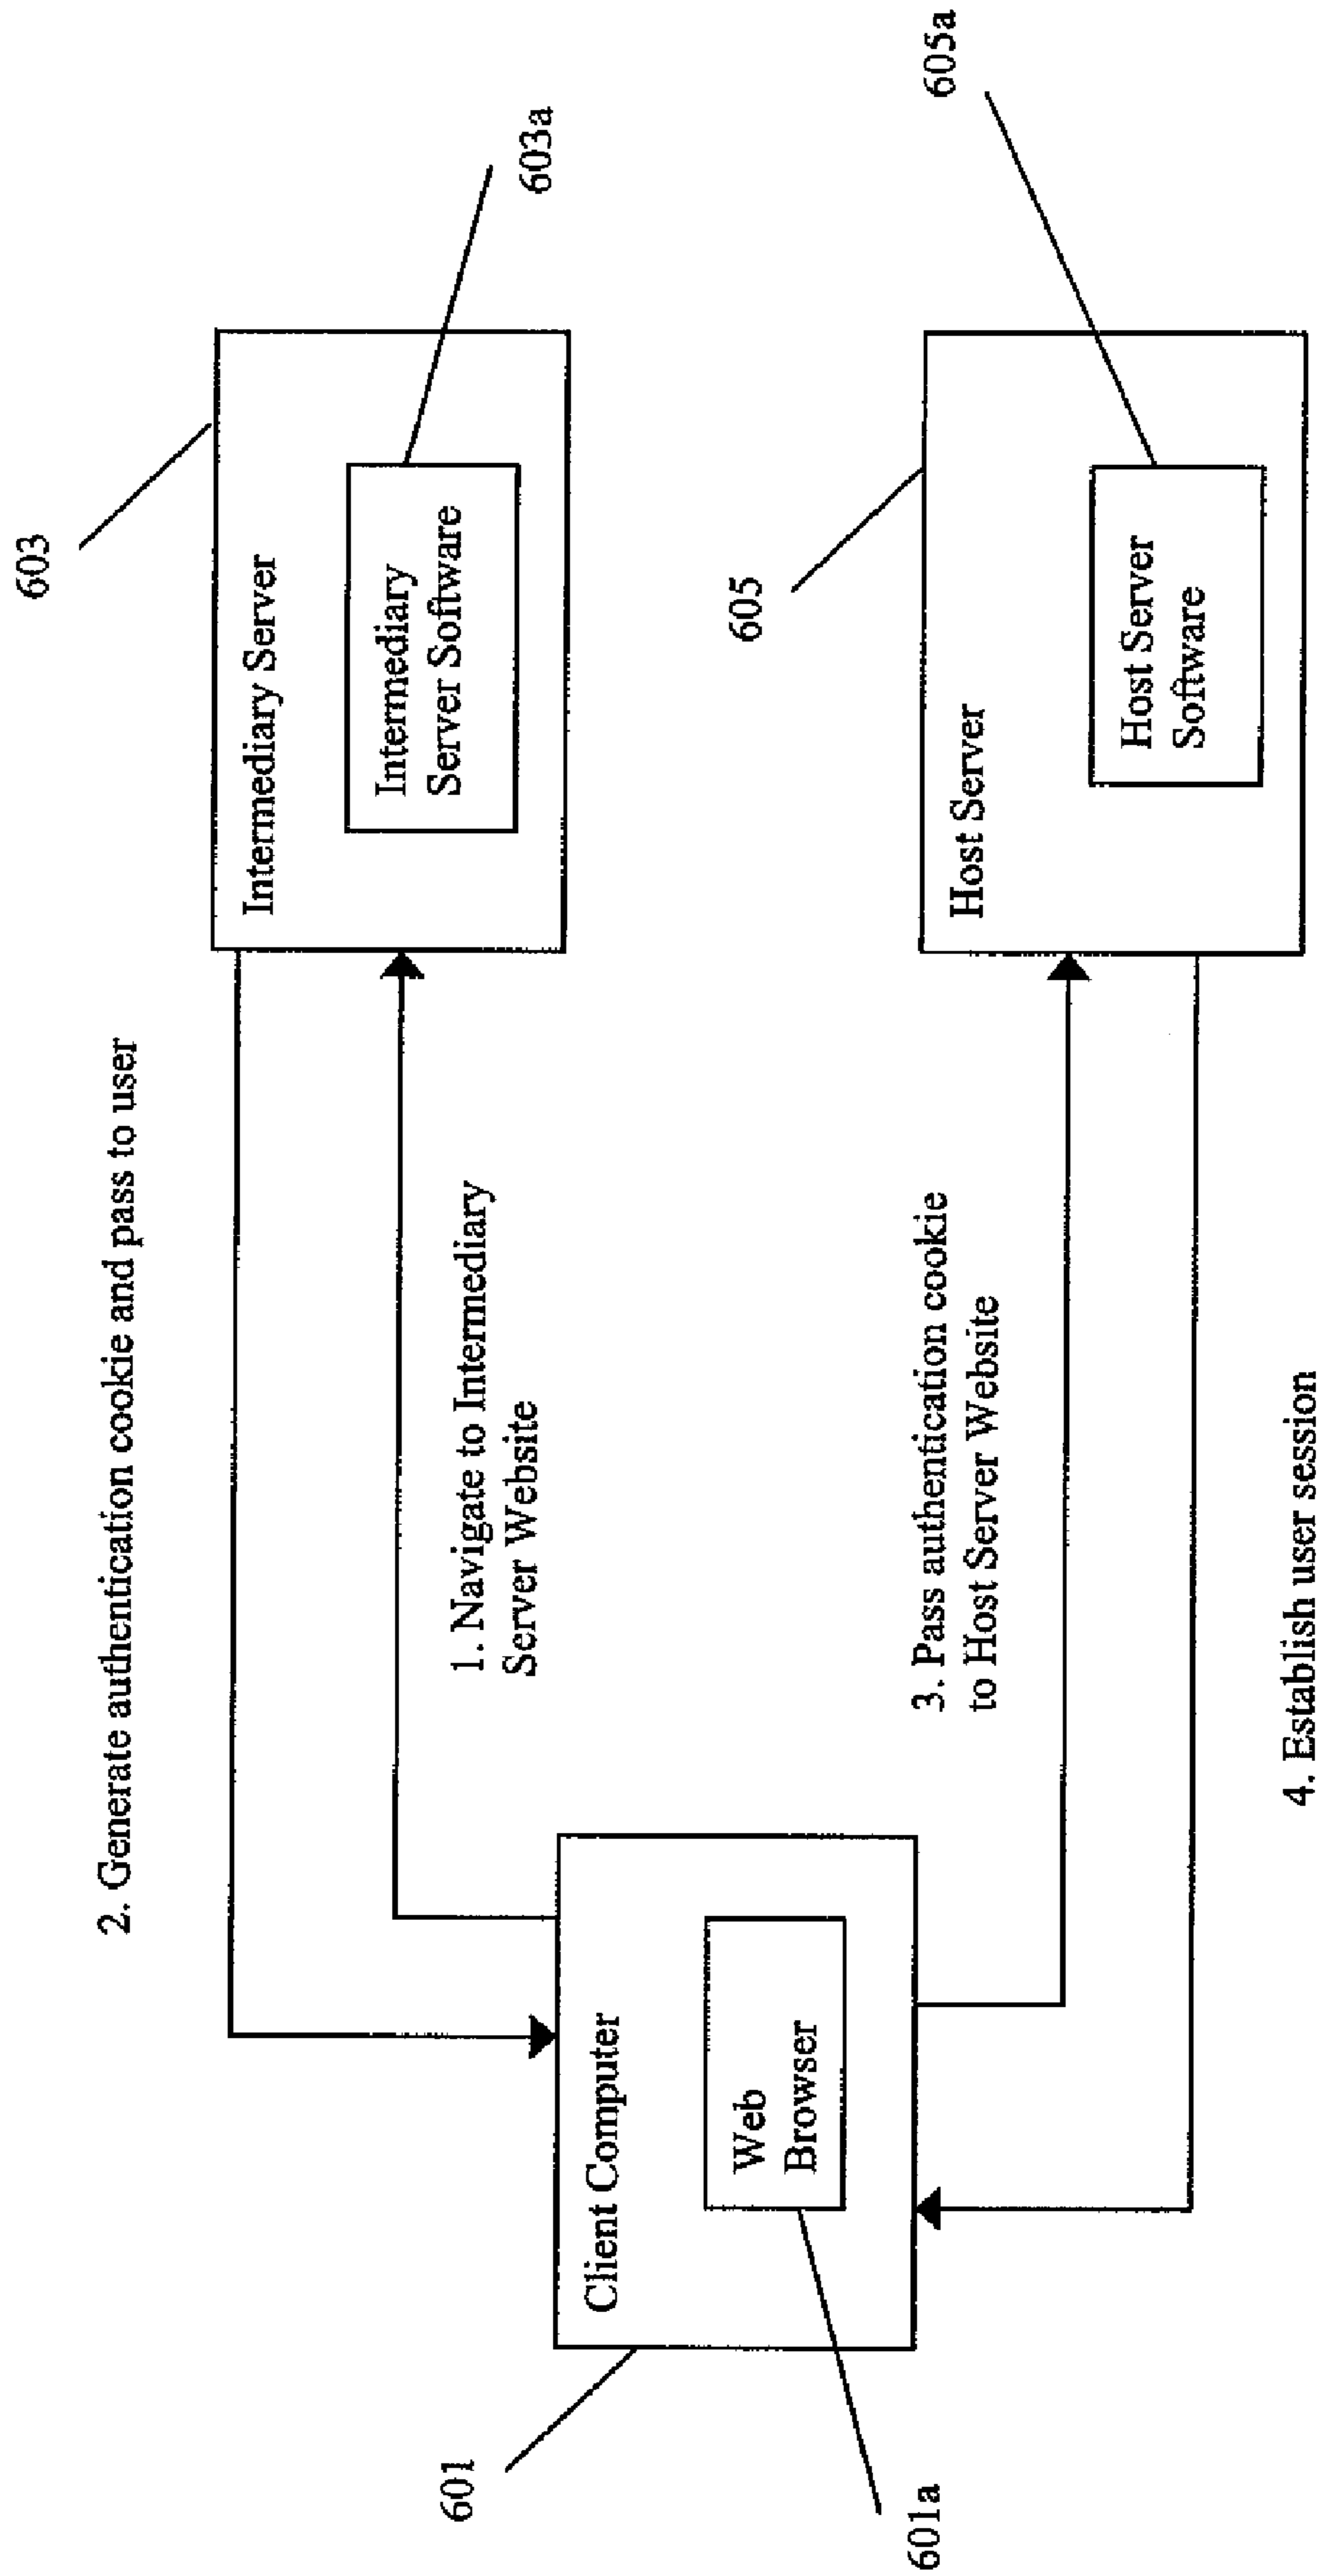 603
2. Generate authentication cookie and pass to user
Intermediary Server
Intermediary
Server Software
603a
1. Navigate to Intermediary
Server Website
Client Computer
Web
Browser
601
601a
3. Pass authentication cookie
to Host Server Website
605
Host Server
Host Server
Software
605a
4. Establish user session